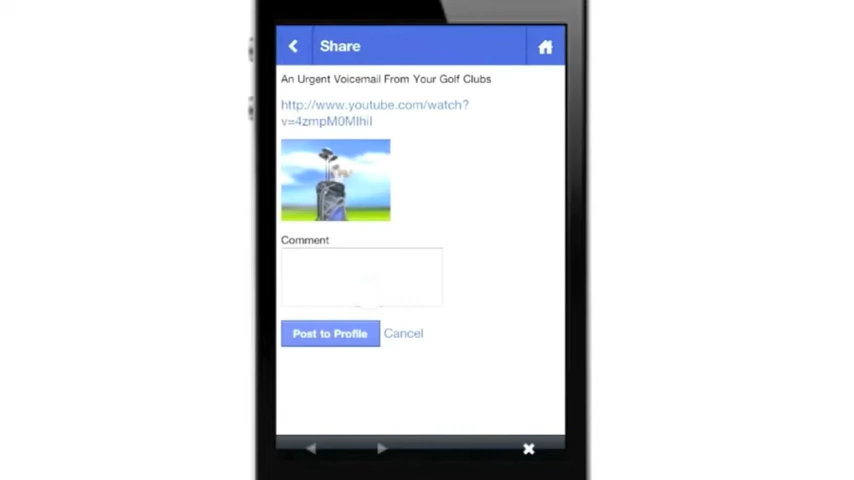 Share
An Urgent Voicemail From Your Golf Clubs
http://www.youtube.com/watch?
v=4zmpM0MIhiI
Comment
Post to Profile Cancel